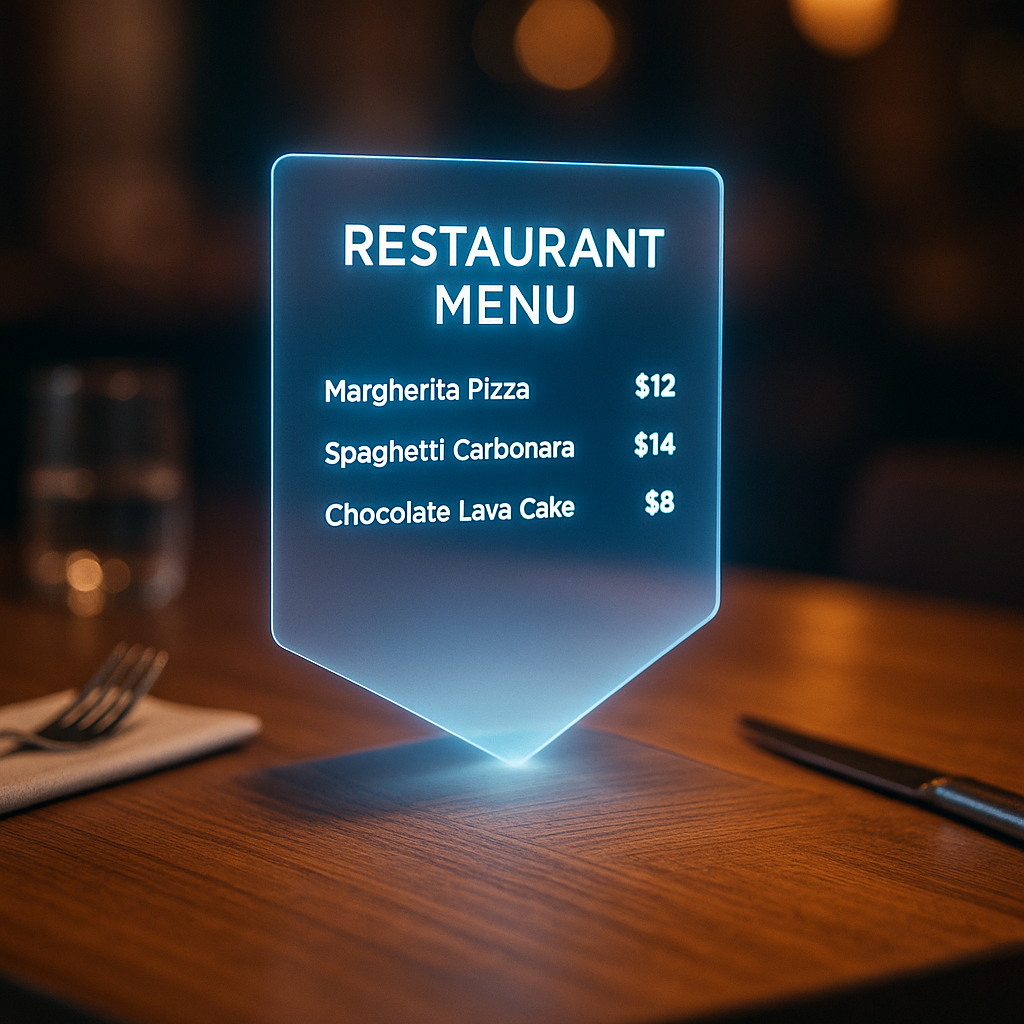 RESTAURANT
MENU
Margherita Pizza $12
Spaghetti Carbonara $14
Chocolate Lava Cake $8